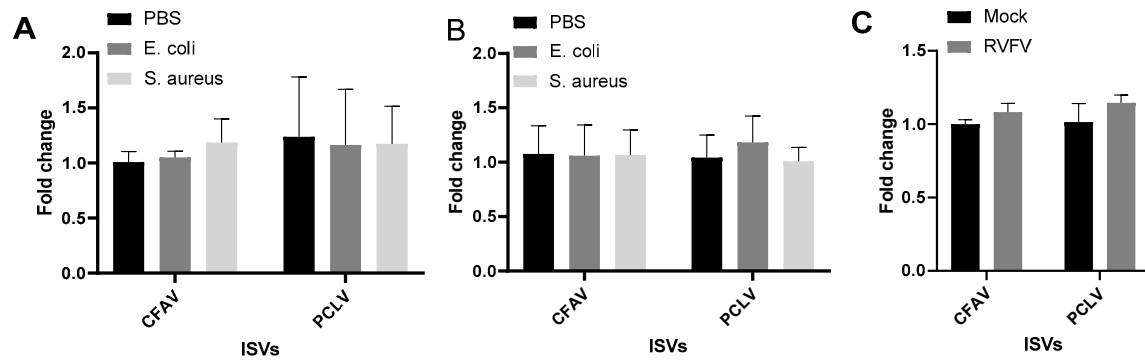 A
PBS
E. coli
S. aureus
Fold change
2.0
1.5
1.0
0.5
0.0
CFAV
PCLV
ISVs
B
PBS
E. coli
S. aureus
Fold change
2.0
1.5
1.0
0.5
0.0
CFAV
PCLV
ISVs
C
Mock
RVFV
Fold change
1.5
1.0
0.5
0.0
CFAV
PCLV
ISVs